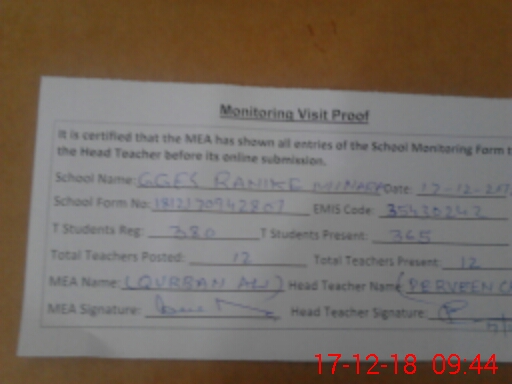 Monitoring Visit Proof
It is certified that the MEA has shown all entries of the School Monitoring Form t
the Head Teacher before its online submission.
School Name: GGES RANIKE Date: 17-12-201
School Form No: EMIS Code: 35430242
T Students Reg: 380 T Students Present: 365
Total Teachers Posted: 12 Total Teachers Present: 12
MEA Name: (QURBAN ALI) Head Teacher Name (PERVEEN
MEA Signature: Head Teacher Signature:
17-12-18 09:44